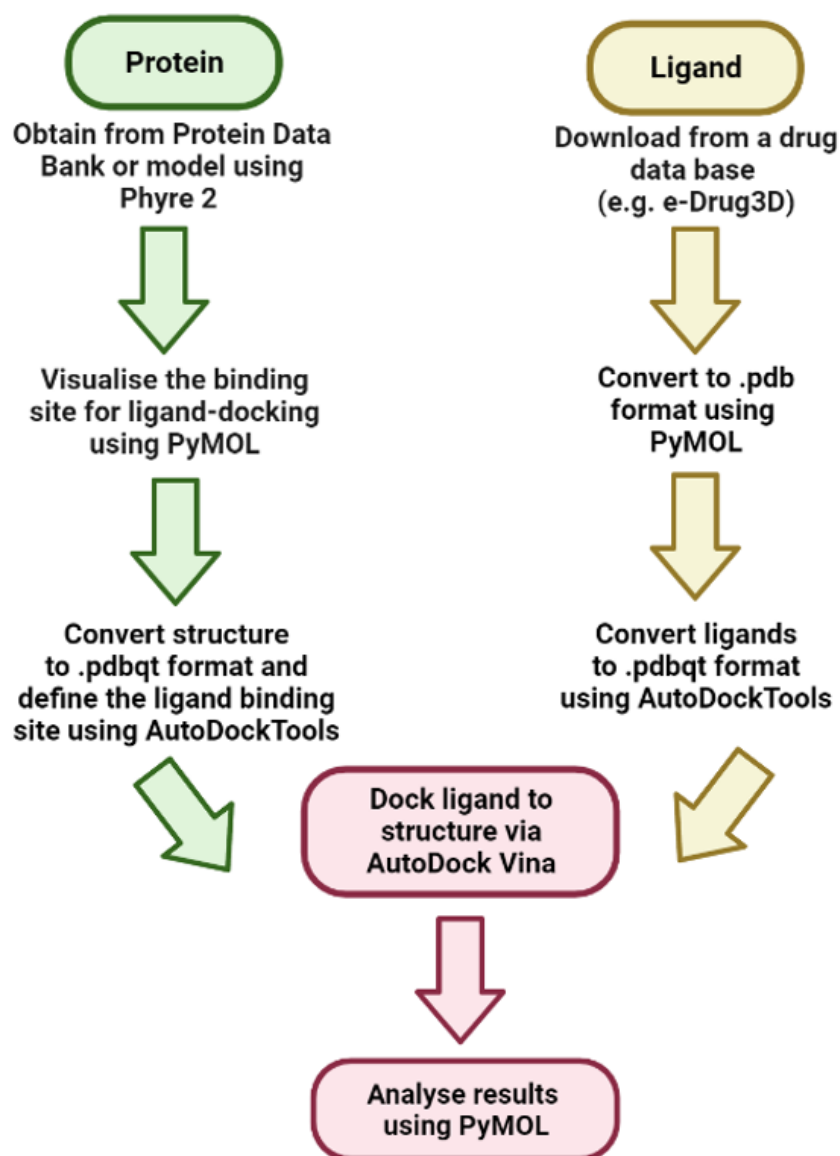 Protein
Obtain from Protein Data
Bank or model using
Phyre 2
Visualise the binding
site for ligand-docking
using PyMOL
Convert structure
to .pdbqt format and
define the ligand binding
site using AutoDockTools
Ligand
Download from a drug
data base
(e.g. e-Drug3D)
Convert to .pdb
format using
PyMOL
Convert ligands
to .pdbqt format
using AutoDockTools
Dock ligand to
structure via
AutoDock Vina
Analyse results
using PyMOL